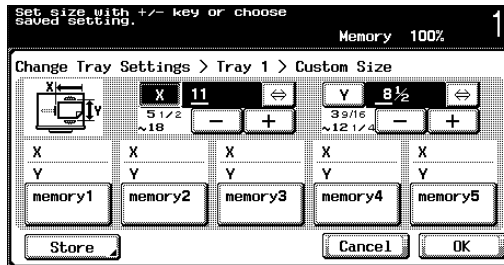 Set size with +/- key or choose
saved setting.
Memory 100% 1
Change Tray Settings > Tray 1 > Custom Size
X Y
X 11 ⇔ Y 8½ ⇔
5 1/2 ~18 − + 3 9/16 ~12 1/4 − +
X X X X X
Y Y Y Y Y
memory1 memory2 memory3 memory4 memory5
Store Cancel OK